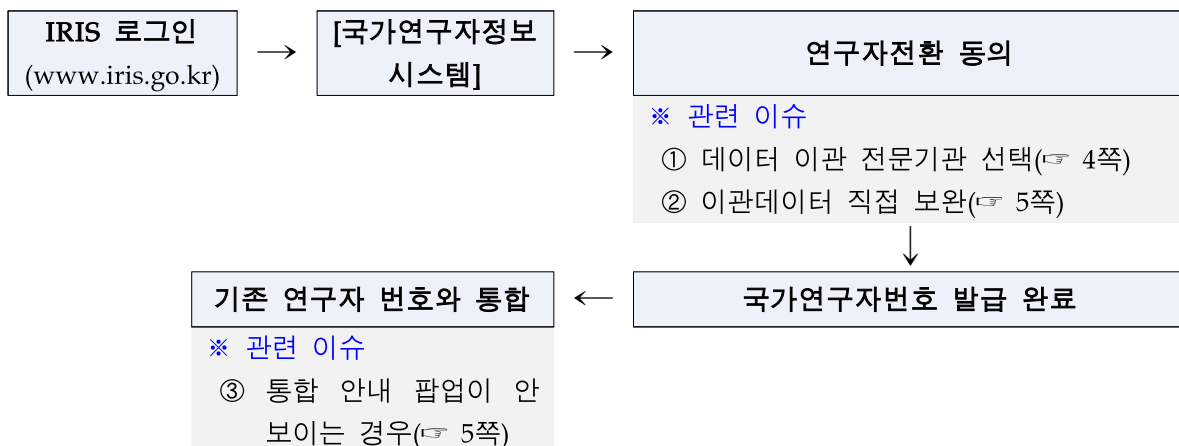 IRIS 로그인
(www.iris.go.kr)
→
[국가연구자정보
시스템]
→
연구자전환 동의
※ 관련 이슈
① 데이터 이관 전문기관 선택(☞ 4쪽)
② 이관데이터 직접 보완(☞ 5쪽)
↓
국가연구자번호 발급 완료
←
기존 연구자 번호와 통합
※ 관련 이슈
③ 통합 안내 팝업이 안
보이는 경우(☞ 5쪽)